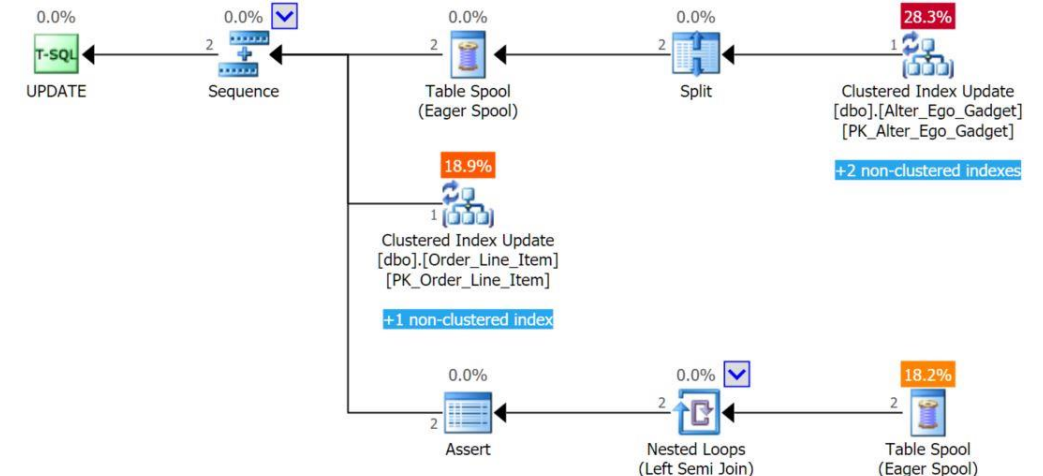 0.0%
0.0%
0.0%
0.0%
28.3%
T-SQL
2
2
2
1
UPDATE
Sequence
Table Spool
(Eager Spool)
Split
Clustered Index Update
[dbo].[Alter_Ego_Gadget]
[PK_Alter_Ego_Gadget]
+2 non-clustered indexes
18.9%
1
Clustered Index Update
[dbo].[Order_Line_Item]
[PK_Order_Line_Item]
+1 non-clustered index
0.0%
0.0%
18.2%
2
2
2
Assert
Nested Loops
(Left Semi Join)
Table Spool
(Eager Spool)